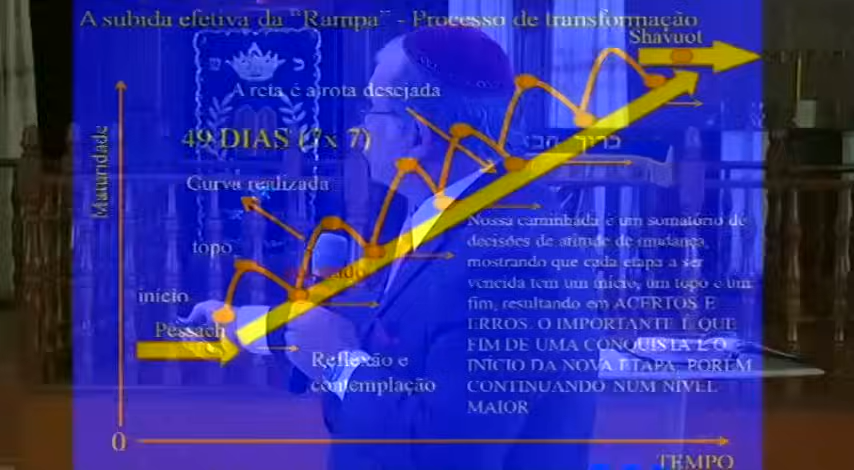 A subida efetiva da “Rampa” - Processo de transformação
Shavuot
A reta é a rota desejada
49 DIAS (7x 7)
Curva realizada
Maturidade
topo
início
Pessach
Reflexão e
contemplação
Nossa caminhada é um somatório de
decisões de atitude de mudança,
mostrando que cada etapa a ser
vencida tem um início, um topo e um
fim, resultando em ACERTOS E
ERROS. O IMPORTANTE É QUE
FIM DE UMA CONQUISTA É O
INÍCIO DA NOVA ETAPA, PORÉM
CONTINUANDO NUM NÍVEL
MAIOR
0
TEMPO